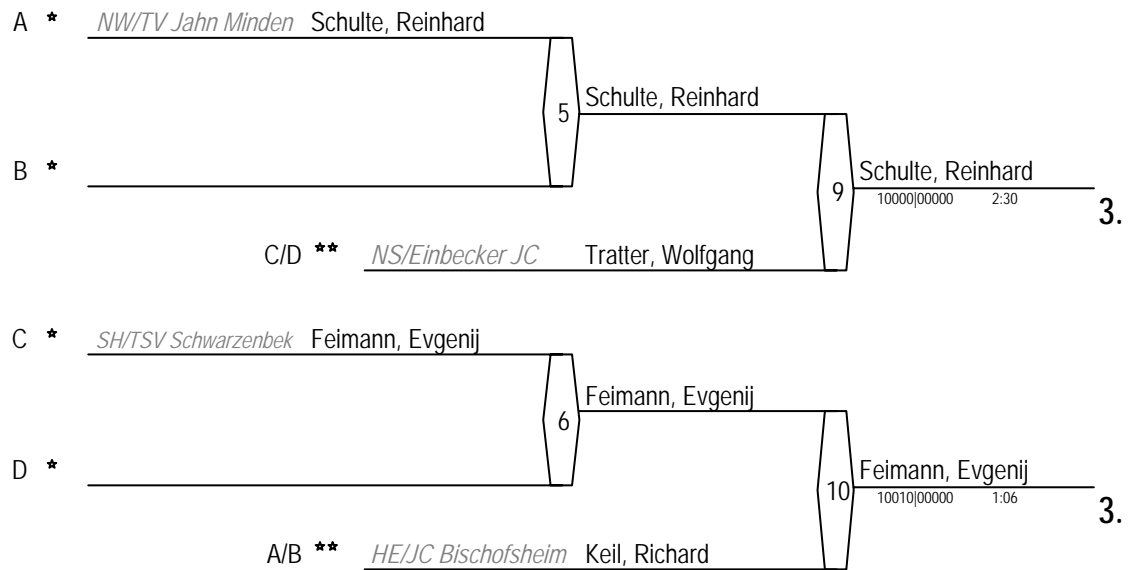 A * NW/TV Jahn Minden Schulte, Reinhard
5 Schulte, Reinhard
B *
9 Schulte, Reinhard
10000|00000 2:30
3.
C/D ** NS/Einbecker JC Tratter, Wolfgang
C * SH/TSV Schwarzenbek Feimann, Evgenij
6 Feimann, Evgenij
D *
10 Feimann, Evgenij
10010|00000 1:06
3.
A/B ** HE/JC Bischofsheim Keil, Richard